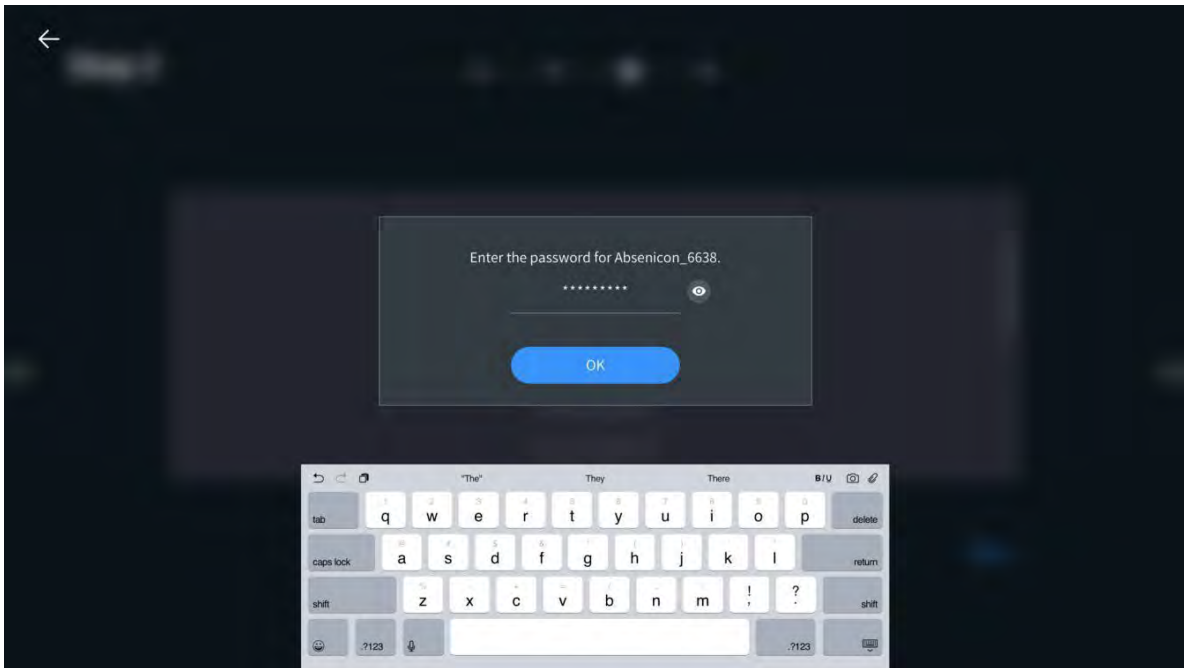 Enter the password for Absenicon_6638.
*********
OK
"The" They There B/U
tab q w e r t y u i o p delete
caps lock a s d f g h j k l return
shift z x c v b n m ! , ? . shift
.?123 .?123